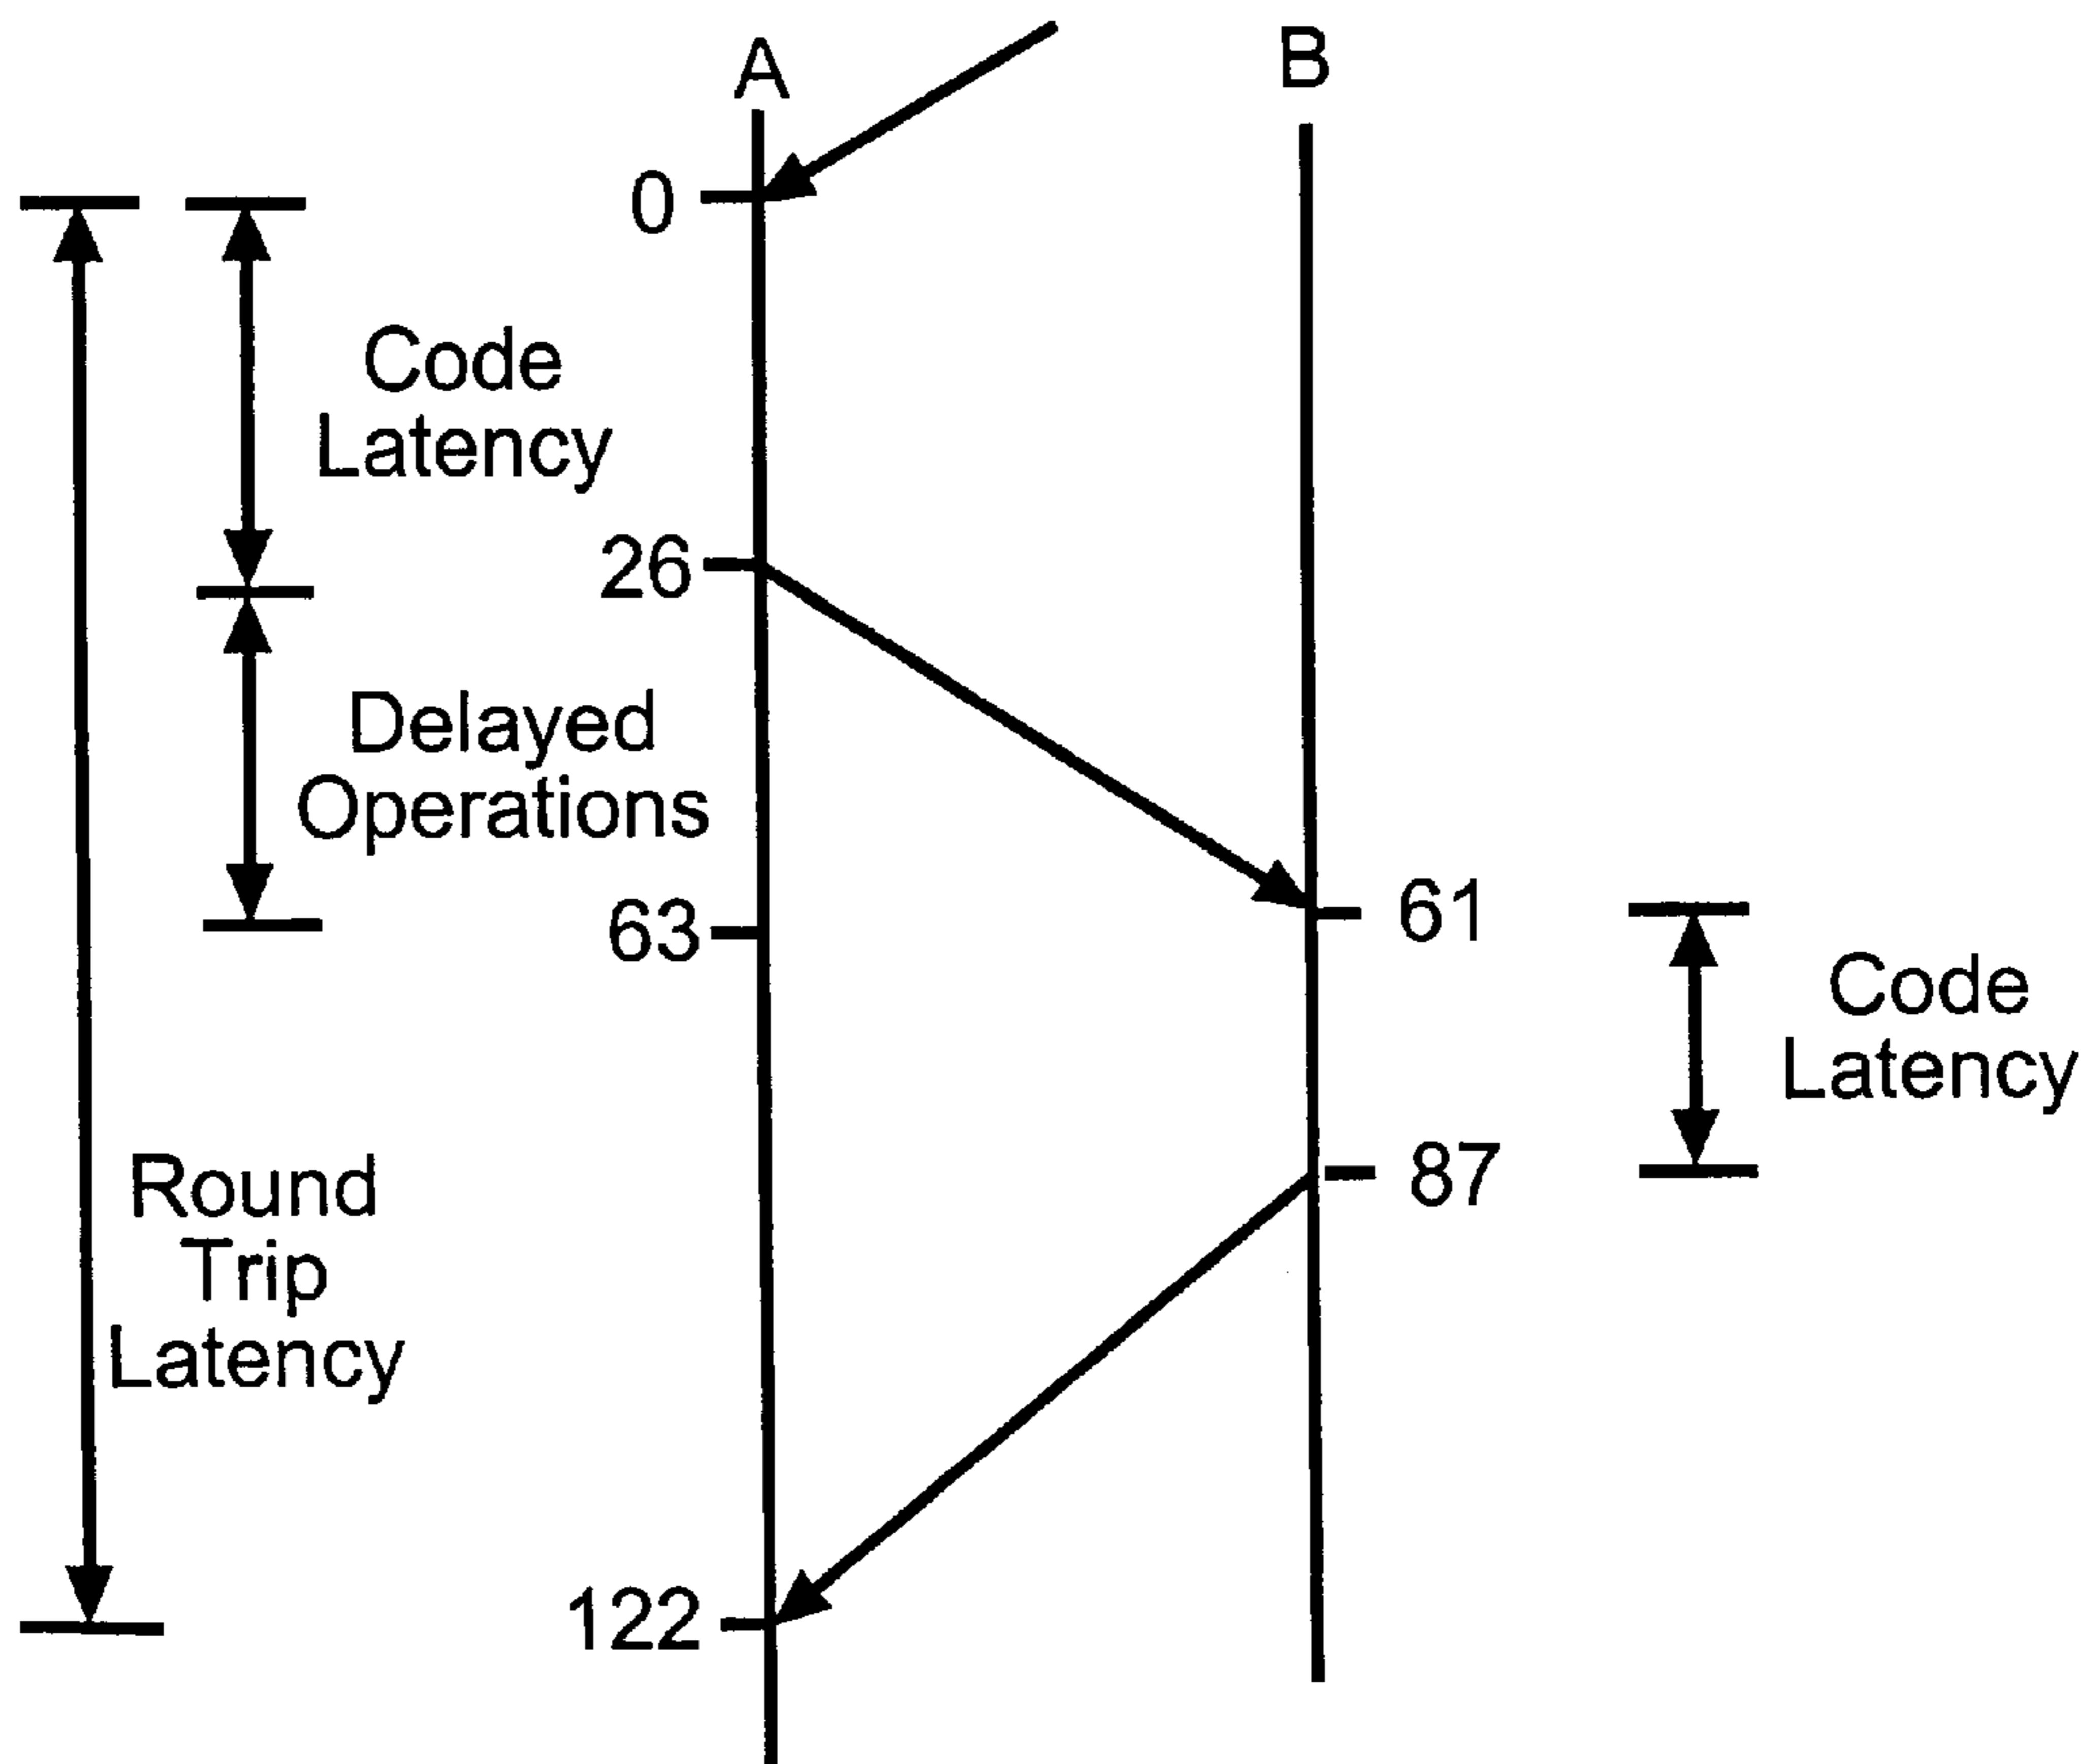 A
B
0
Code
Latency
26
Delayed
Operations
63
61
Code
Latency
87
Round
Trip
Latency
122